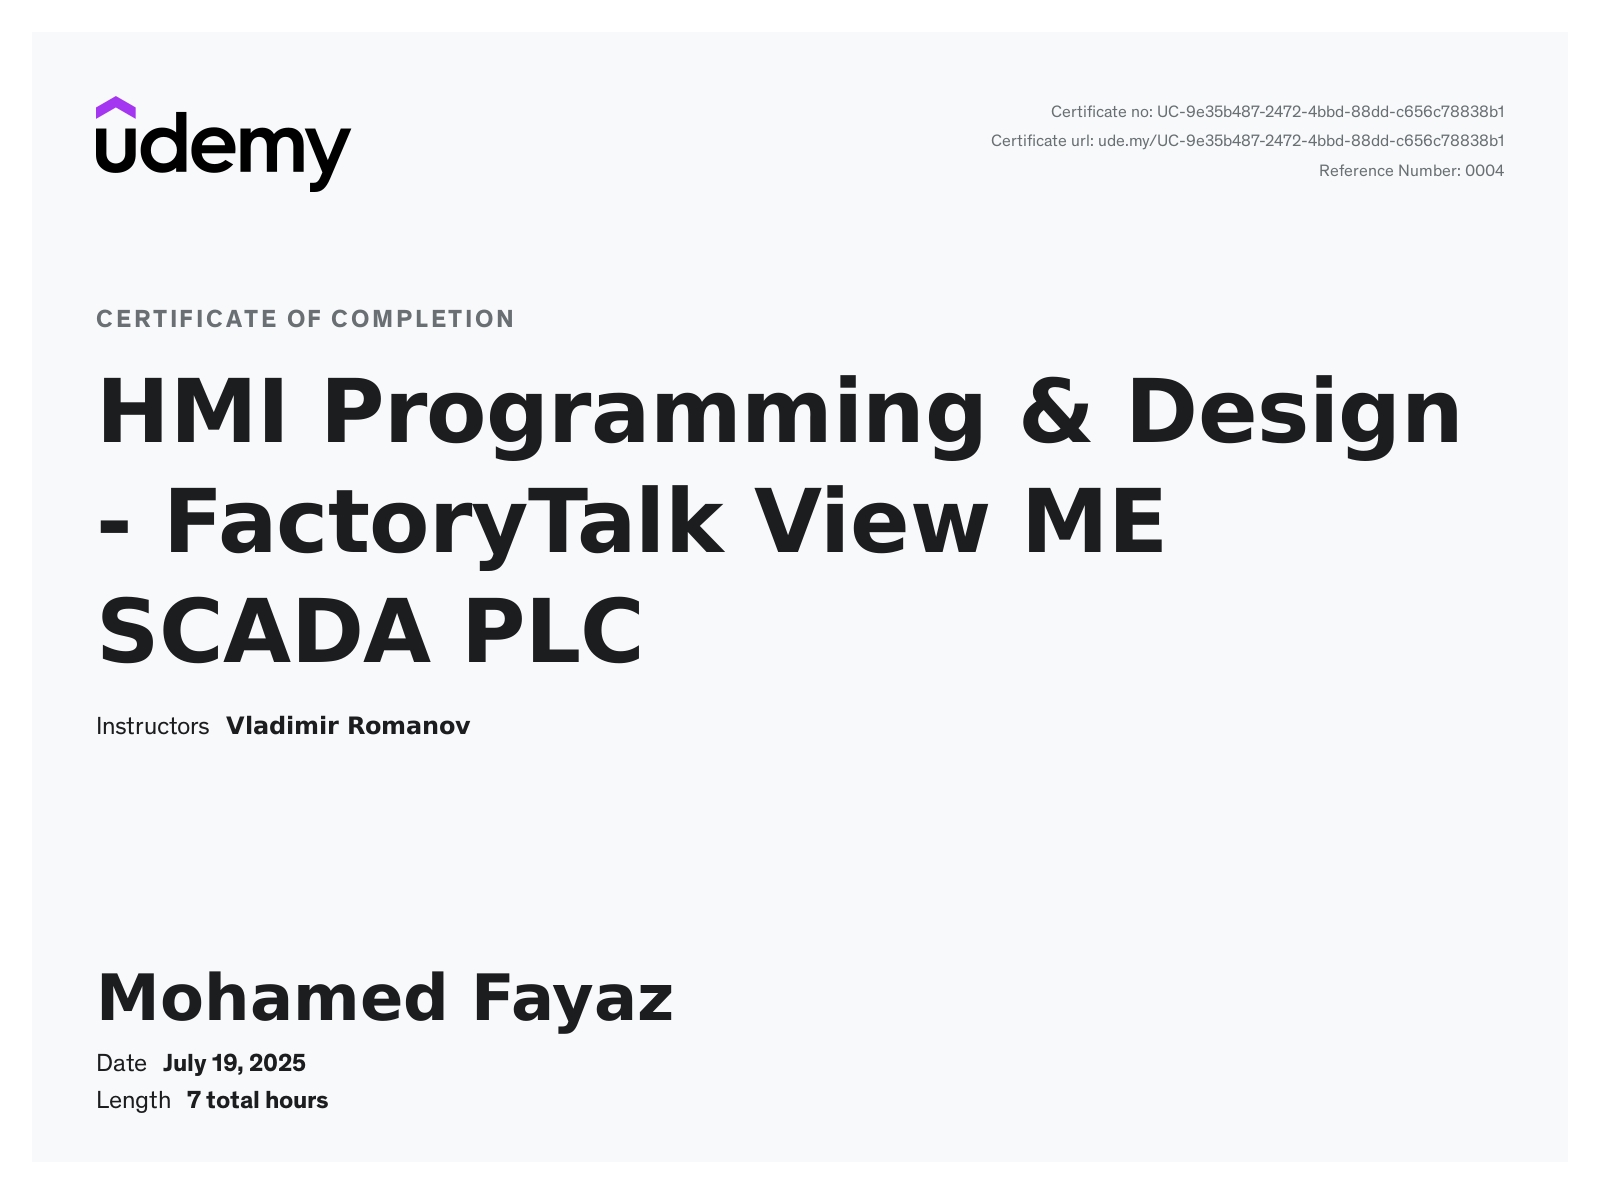 udemy
Certificate no: UC-9e35b487-2472-4bbd-88dd-c656c78838b1
Certificate url: ude.my/UC-9e35b487-2472-4bbd-88dd-c656c78838b1
Reference Number: 0004
CERTIFICATE OF COMPLETION
HMI Programming & Design
- FactoryTalk View ME
SCADA PLC
Instructors Vladimir Romanov
Mohamed Fayaz
Date July 19, 2025
Length 7 total hours